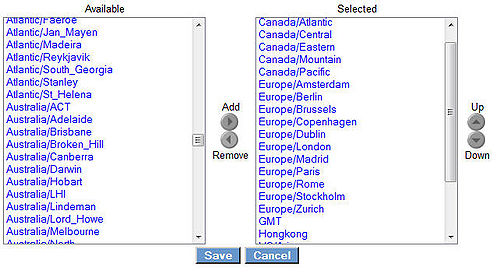 Available
Selected
Atlantic/Faeroe
Atlantic/Jan_Mayen
Atlantic/Madeira
Atlantic/Reykjavik
Atlantic/South_Georgia
Atlantic/Stanley
Atlantic/St_Helena
Australia/ACT
Australia/Adelaide
Australia/Brisbane
Australia/Broken_Hill
Australia/Canberra
Australia/Darwin
Australia/Hobart
Australia/LHI
Australia/Lindeman
Australia/Lord_Howe
Australia/Melbourne
Australia/North
Add
Remove
Canada/Atlantic
Canada/Central
Canada/Eastern
Canada/Mountain
Canada/Pacific
Europe/Amsterdam
Europe/Berlin
Europe/Brussels
Europe/Copenhagen
Europe/Dublin
Europe/London
Europe/Madrid
Europe/Paris
Europe/Rome
Europe/Stockholm
Europe/Zurich
GMT
Hongkong
Up
Down
Save
Cancel